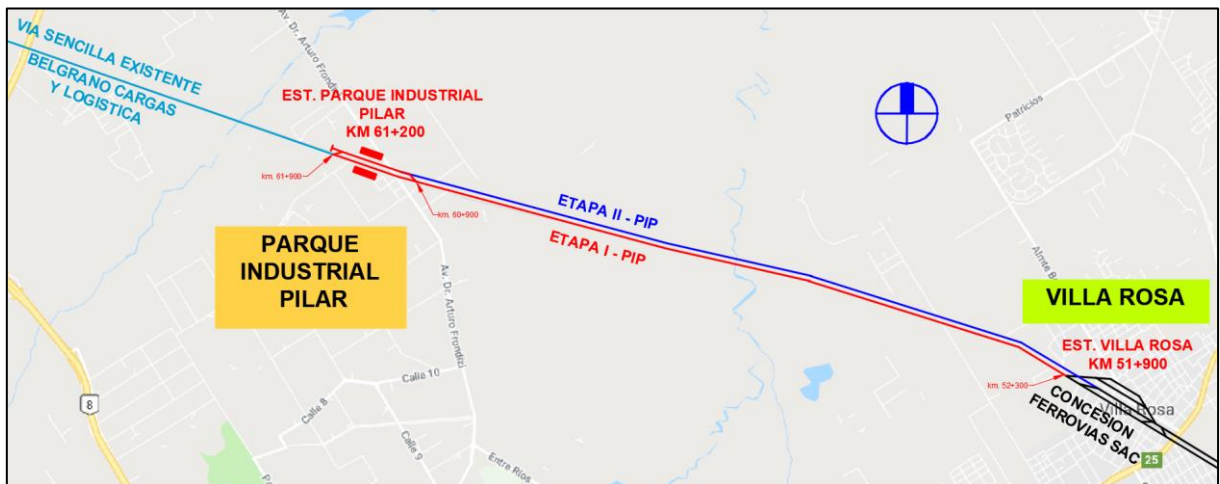 VIA SENCILLA EXISTENTE
BELGRANO CARGAS
Y LOGISTICA
Av. Dr. Arturo Frondizi
EST. PARQUE INDUSTRIAL
PILAR
KM 61+200
km. 61+900
km. 60+900
Patricios
ETAPA II - PIP
ETAPA I - PIP
PARQUE
INDUSTRIAL
PILAR
Av. Dr. Arturo Frondizi
VILLA ROSA
EST. VILLA ROSA
KM 51+900
km. 52+300
Villa Rosa
CONCESION
FERROVIAS SAC
25
8
Calle 10
Calle 8
Calle 9
Entre Ríos